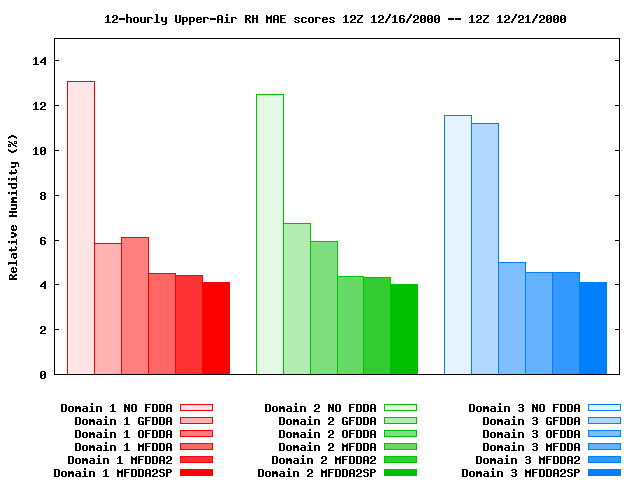 12-hourly Upper-Air RH MAE scores 12Z 12/16/2000 -- 12Z 12/21/2000
14
12
10
8
6
4
2
0
Relative Humidity (%)
Domain 1 NO FDDA Domain 2 NO FDDA Domain 3 NO FDDA
Domain 1 GFDDA Domain 2 GFDDA Domain 3 GFDDA
Domain 1 OFDDA Domain 2 OFDDA Domain 3 OFDDA
Domain 1 MFDDA Domain 2 MFDDA Domain 3 MFDDA
Domain 1 MFDDA2 Domain 2 MFDDA2 Domain 3 MFDDA2
Domain 1 MFDDA2SP Domain 2 MFDDA2SP Domain 3 MFDDA2SP